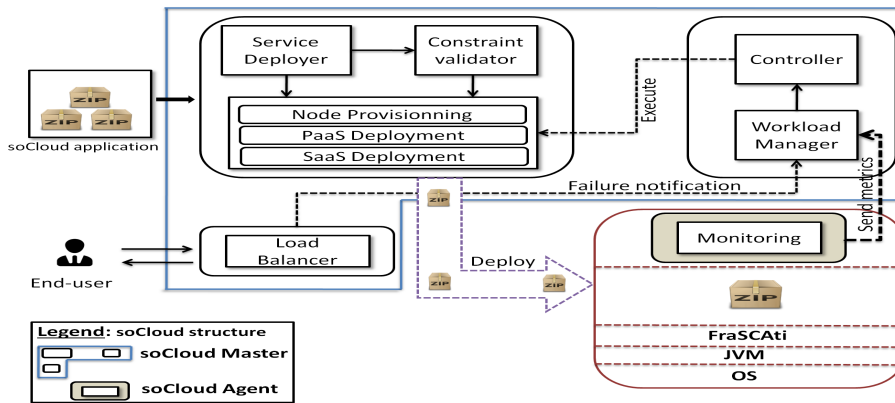 Service
Deployer
Constraint
validator
Controller
ZIP
ZIP
ZIP
soCloud application
Node Provisionning
PaaS Deployment
SaaS Deployment
Execute
Workload
Manager
Failure notification
Send metrics
ZIP
Load
Balancer
End-user
Deploy
ZIP
ZIP
Monitoring
ZIP
FraSCAti
JVM
OS
Legend: soCloud structure
soCloud Master
soCloud Agent